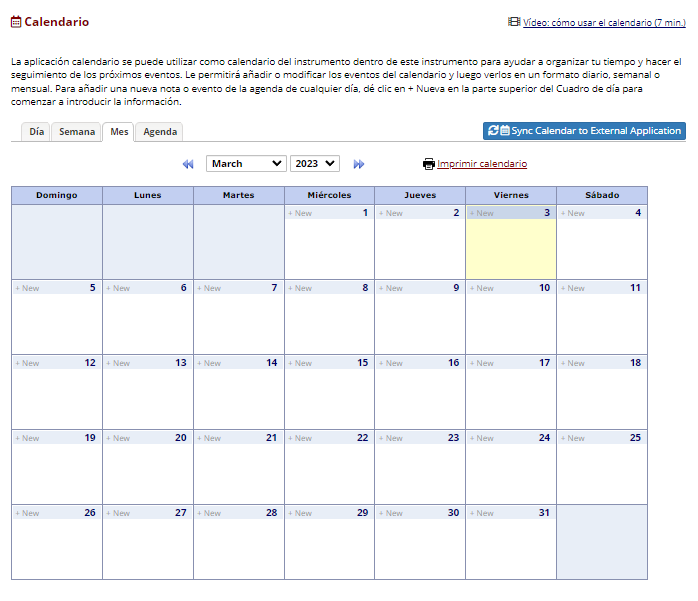 Calendario
Vídeo: cómo usar el calendario (7 min.)
La aplicación calendario se puede utilizar como calendario del instrumento dentro de este instrumento para ayudar a organizar tu tiempo y hacer el
seguimiento de los próximos eventos. Le permitirá añadir o modificar los eventos del calendario y luego verlos en un formato diario, semanal o
mensual. Para añadir una nueva nota o evento de la agenda de cualquier día, dé clic en + Nueva en la parte superior del Cuadro de día para
comenzar a introducir la información.
Día Semana Mes Agenda
Sync Calendar to External Application
March 2023
Imprimir calendario
Domingo Lunes Martes Miércoles Jueves Viernes Sábado
+ New 1 + New 2 + New 3 + New 4
+ New 5 + New 6 + New 7 + New 8 + New 9 + New 10 + New 11
+ New 12 + New 13 + New 14 + New 15 + New 16 + New 17 + New 18
+ New 19 + New 20 + New 21 + New 22 + New 23 + New 24 + New 25
+ New 26 + New 27 + New 28 + New 29 + New 30 + New 31